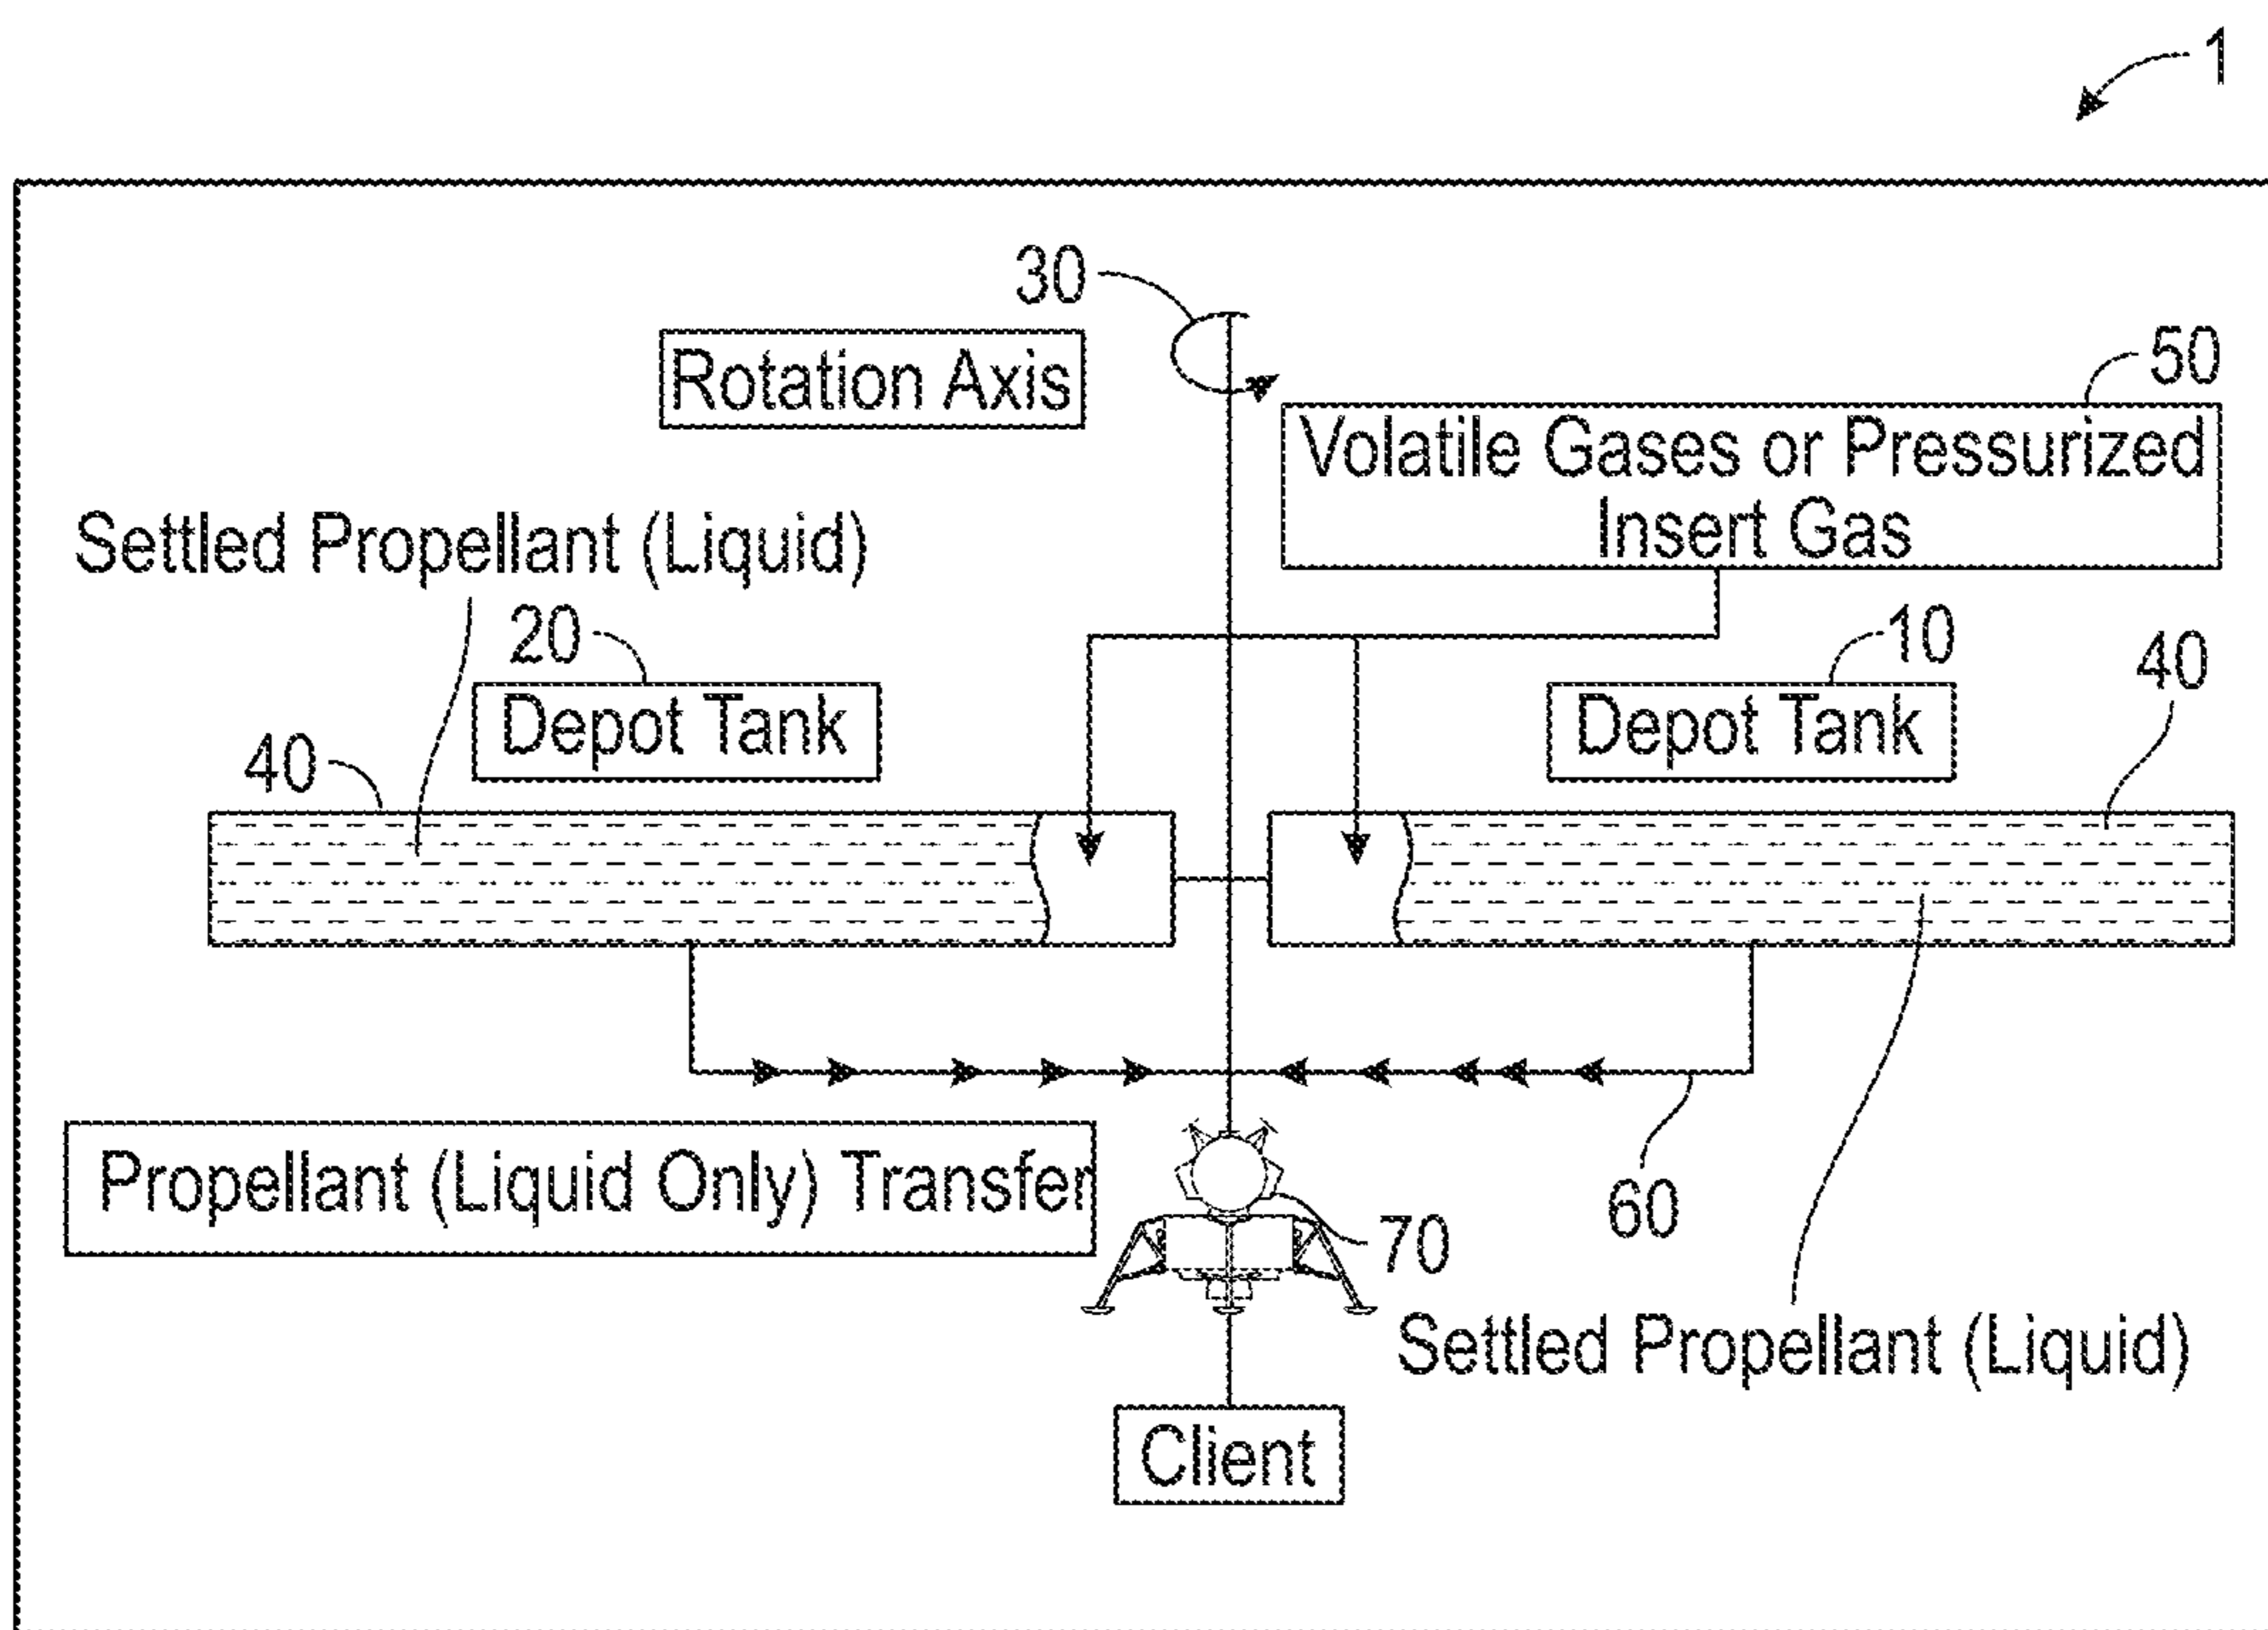 1
30
Rotation Axis
50
Volatile Gases or Pressurized
Insert Gas
Settled Propellant (Liquid)
20
Depot Tank
10
Depot Tank
40
40
Propellant (Liquid Only) Transfer
60
70
Settled Propellant (Liquid)
Client